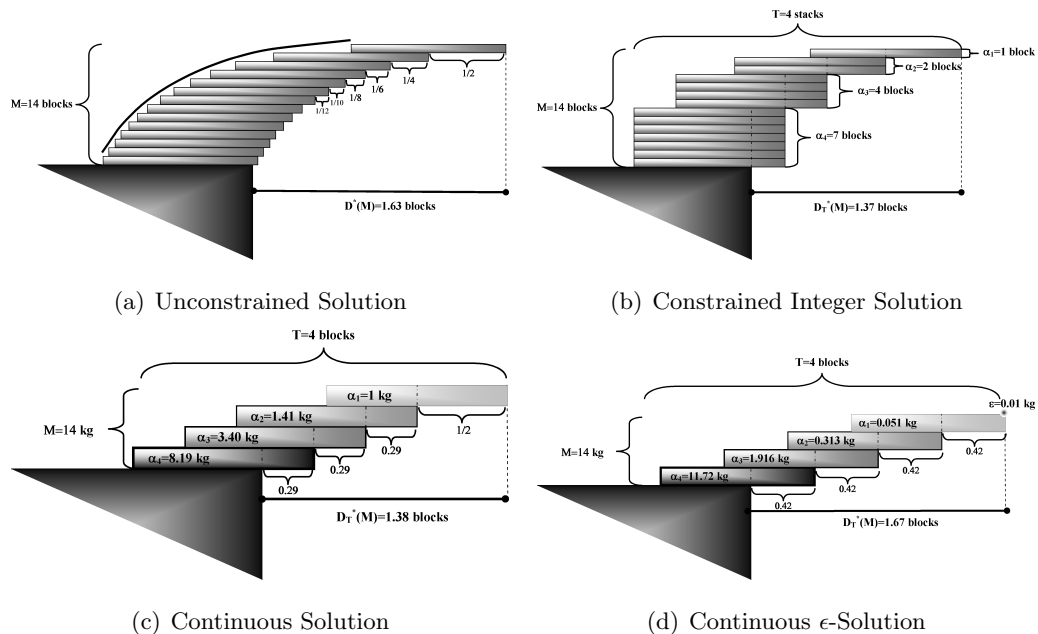 M=14 blocks
1/2
1/4
1/6
1/8
1/10
1/12
D*(M)=1.63 blocks
(a) Unconstrained Solution
T=4 stacks
M=14 blocks
α₁=1 block
α₂=2 blocks
α₃=4 blocks
α₄=7 blocks
D_T*(M)=1.37 blocks
(b) Constrained Integer Solution
T=4 blocks
M=14 kg
α₁=1 kg
α₂=1.41 kg
α₃=3.40 kg
α₄=8.19 kg
1/2
0.29
0.29
0.29
D_T*(M)=1.38 blocks
(c) Continuous Solution
T=4 blocks
ε=0.01 kg
M=14 kg
α₁=0.051 kg
α₂=0.313 kg
α₃=1.916 kg
α₄=11.72 kg
0.42
0.42
0.42
0.42
D_T*(M)=1.67 blocks
(d) Continuous ϵ-Solution